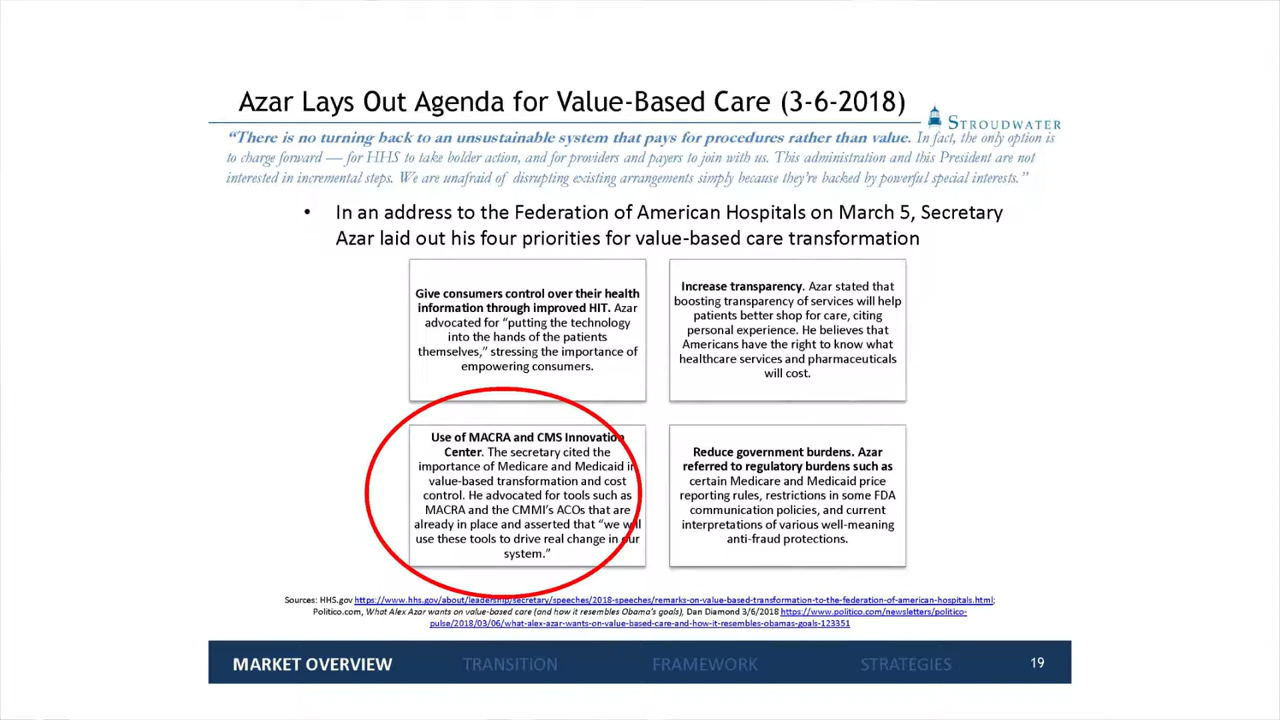 Azar Lays Out Agenda for Value-Based Care (3-6-2018)
STROUDWATER
“There is no turning back to an unsustainable system that pays for procedures rather than value. In fact, the only option is
to charge forward — for HHS to take bolder action, and for providers and payers to join with us. This administration and this President are not
interested in incremental steps. We are unafraid of disrupting existing arrangements simply because they’re backed by powerful special interests.”
• In an address to the Federation of American Hospitals on March 5, Secretary
Azar laid out his four priorities for value-based care transformation
Give consumers control over their health
information through improved HIT. Azar
advocated for “putting the technology
into the hands of the patients
themselves,” stressing the importance of
empowering consumers.
Increase transparency. Azar stated that
boosting transparency of services will help
patients better shop for care, citing
personal experience. He believes that
Americans have the right to know what
healthcare services and pharmaceuticals
will cost.
Use of MACRA and CMS Innovation
Center. The secretary cited the
importance of Medicare and Medicaid in
value-based transformation and cost
control. He advocated for tools such as
MACRA and the CMMI’s ACOs that are
already in place and asserted that “we will
use these tools to drive real change in our
system.”
Reduce government burdens. Azar
referred to regulatory burdens such as
certain Medicare and Medicaid price
reporting rules, restrictions in some FDA
communication policies, and current
interpretations of various well-meaning
anti-fraud protections.
Sources: HHS.gov https://www.hhs.gov/about/leadership/secretary/speeches/2018-speeches/remarks-on-value-based-transformation-to-the-federation-of-american-hospitals.html;
Politico.com, What Alex Azar wants on value-based care (and how it resembles Obama’s goals), Dan Diamond 3/6/2018 https://www.politico.com/newsletters/politico-
pulse/2018/03/06/what-alex-azar-wants-on-value-based-care-and-how-it-resembles-obamas-goals-123351
MARKET OVERVIEW TRANSITION FRAMEWORK STRATEGIES 19